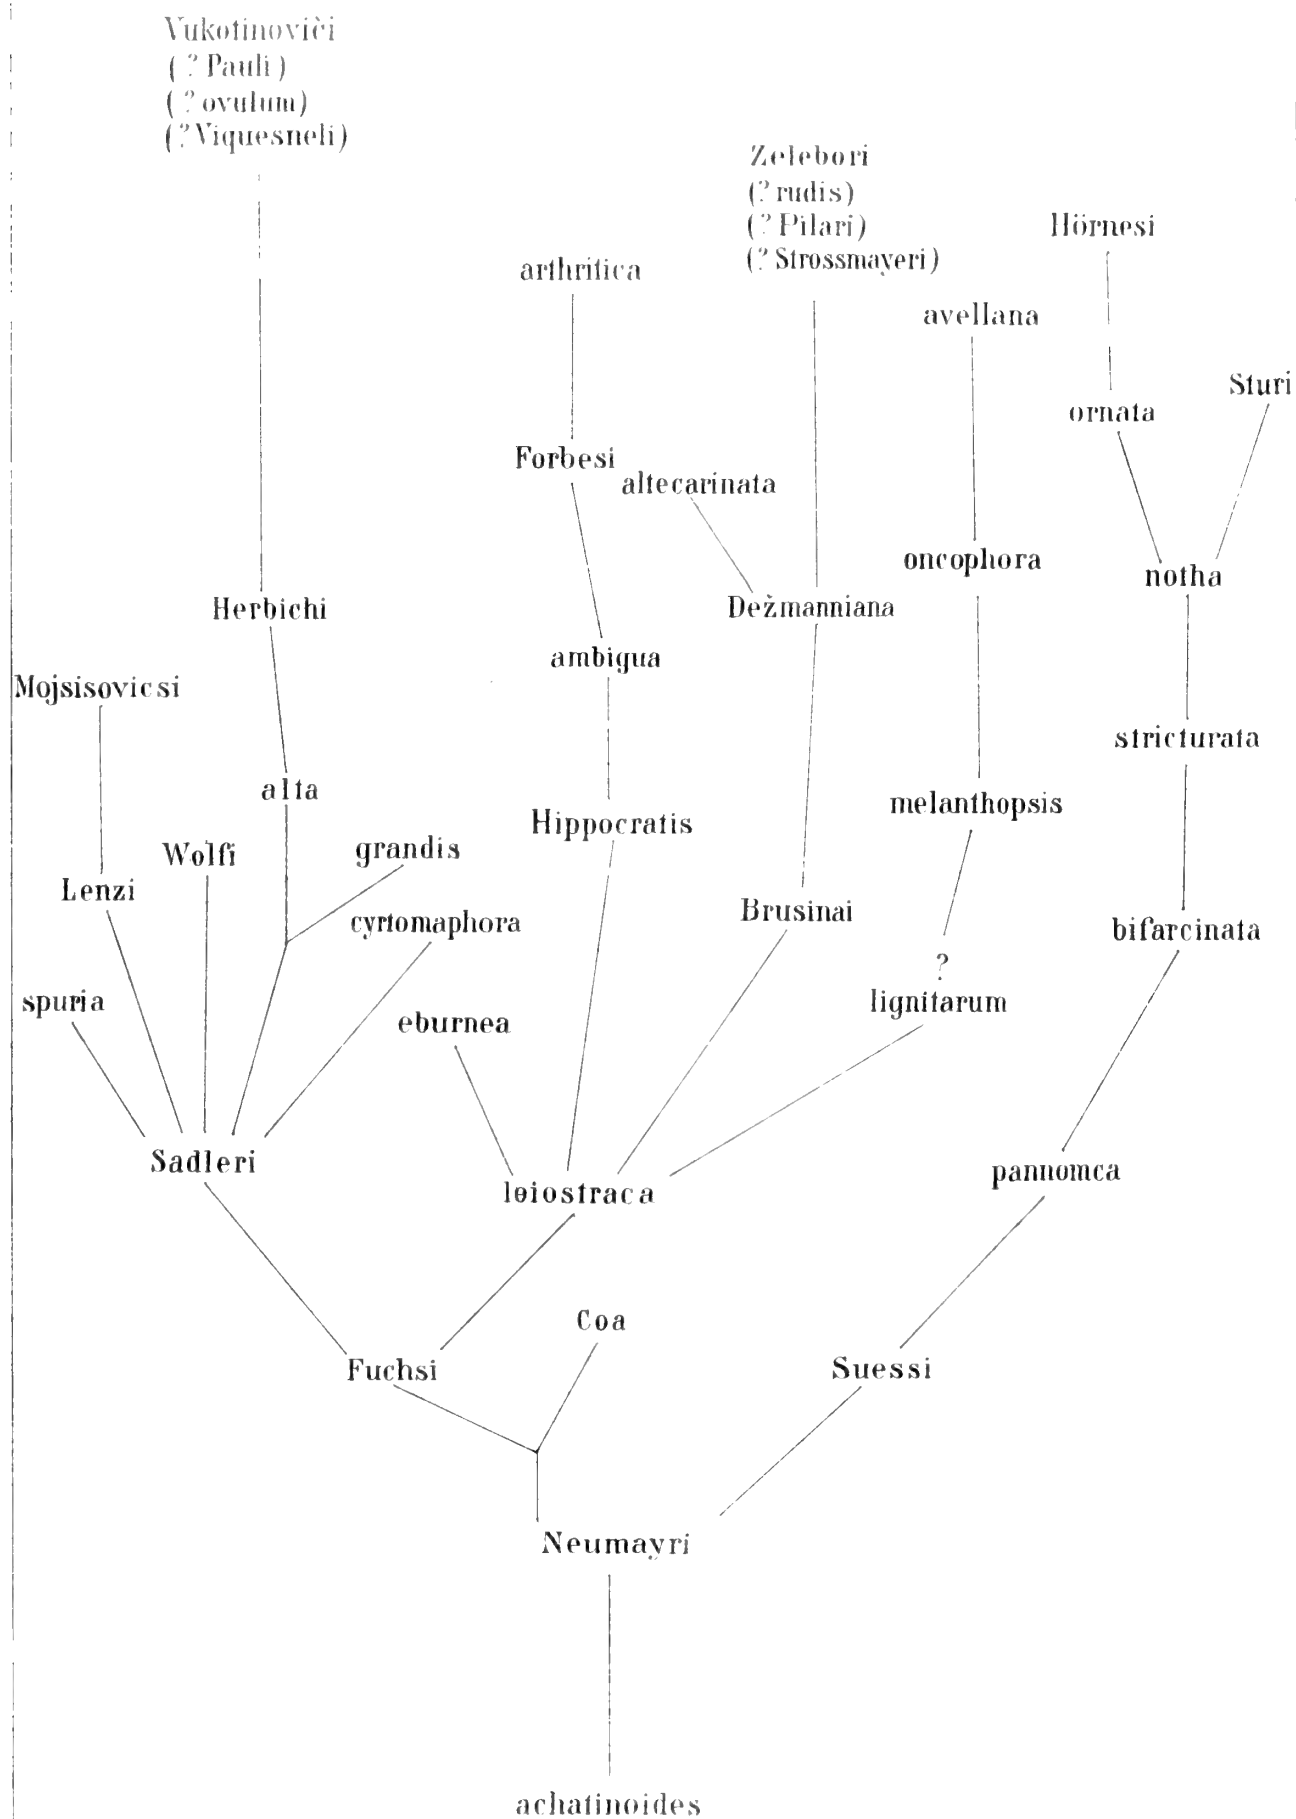 Vukotinoviči
(? Pauli)
(? ovulum)
(? Viquesneli)
Zelebori
(? rudis)
(? Pilari)
(? Strossmayeri)
Hörnesi
arthritica
avellana
Sturi
ornata
Forbesi
altecarinata
oncophora
notha
Herbichi
Dežmanniana
ambigua
Mojsisovicsi
stricturata
alta
melanthopsis
Hippocratis
Wolfi
grandis
Lenzi
Brusinai
cyrtomaphora
bifarcinata
?
spuria
lignitarum
eburnea
Sadleri
pannomca
leiostraca
Coa
Fuchsi
Suessi
Neumayri
achatinoides